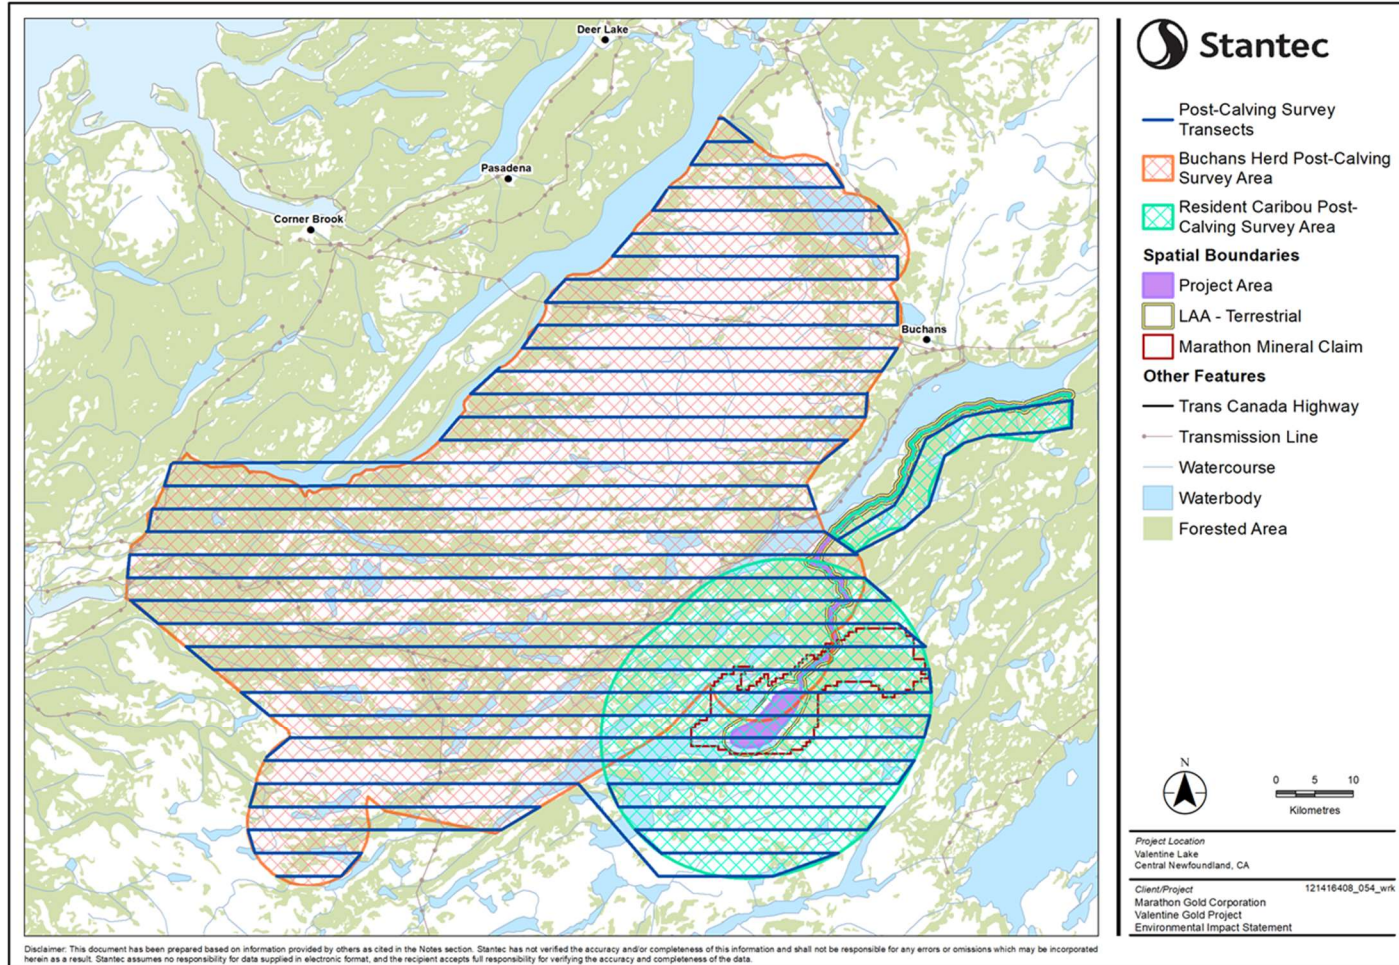 Deer Lake
Pasadena
Corner Brook
Buchans
Stantec
Post-Calving Survey
Transects
Buchans Herd Post-Calving
Survey Area
Resident Caribou Post-
Calving Survey Area
Spatial Boundaries
Project Area
LAA - Terrestrial
Marathon Mineral Claim
Other Features
Trans Canada Highway
Transmission Line
Watercourse
Waterbody
Forested Area
N
0 5 10
Kilometres
Project Location
Valentine Lake
Central Newfoundland, CA
Client/Project 121416408_054_wrk
Marathon Gold Corporation
Valentine Gold Project
Environmental Impact Statement
Disclaimer: This document has been prepared based on information provided by others as cited in the Notes section. Stantec has not verified the accuracy and/or completeness of this information and shall not be responsible for any errors or omissions which may be incorporated
herein as a result. Stantec assumes no responsibility for data supplied in electronic format, and the recipient accepts full responsibility for verifying the accuracy and completeness of the data.